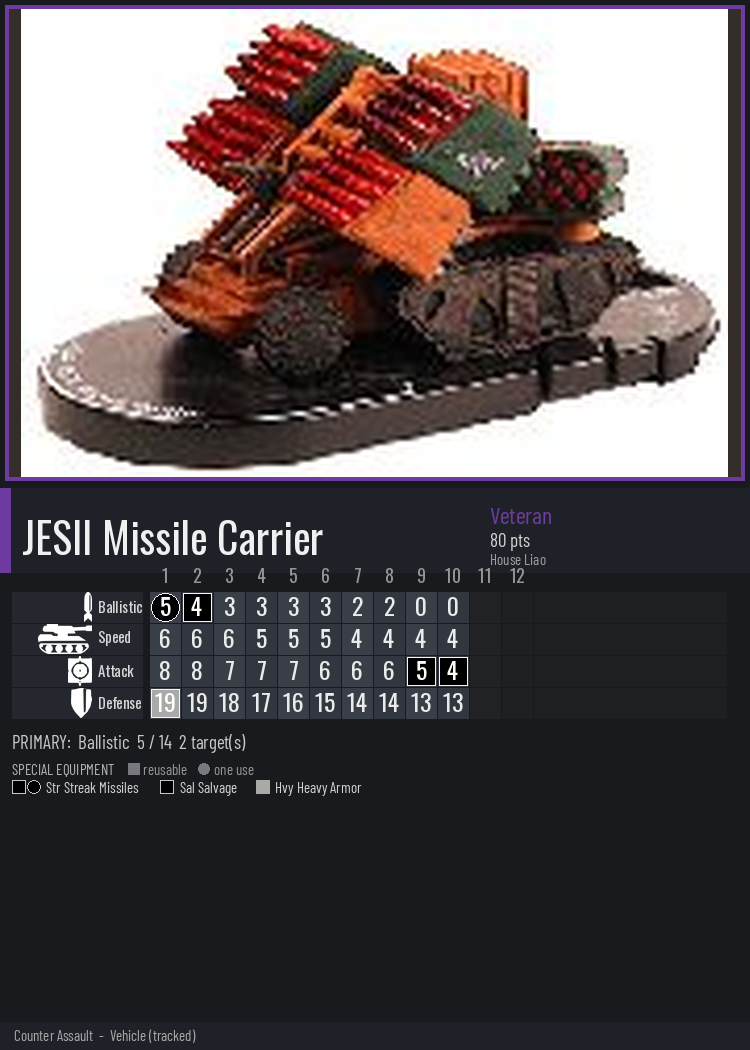 JESII Missile Carrier
Veteran
80 pts
House Liao
1 2 3 4 5 6 7 8 9 10 11 12
Ballistic 5 4 3 3 3 3 2 2 0 0
Speed 6 6 6 5 5 5 4 4 4 4
Attack 8 8 7 7 7 6 6 6 5 4
Defense 19 19 18 17 16 15 14 14 13 13
PRIMARY: Ballistic 5 / 14 2 target(s)
SPECIAL EQUIPMENT reusable one use
Str Streak Missiles Sal Salvage Hvy Heavy Armor
Counter Assault - Vehicle (tracked)